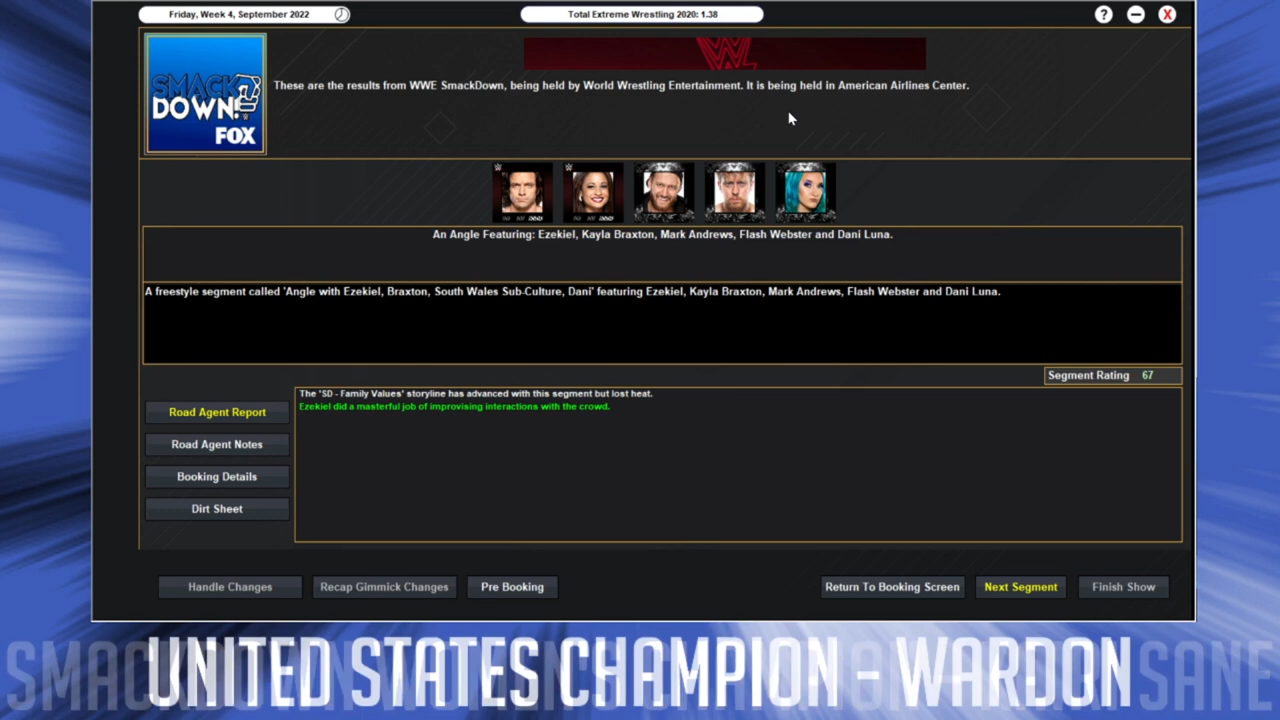 Friday, Week 4, September 2022
Total Extreme Wrestling 2020: 1.38
?
X
SMACK
DOWN!
FOX
These are the results from WWE SmackDown, being held by World Wrestling Entertainment. It is being held in American Airlines Center.
An Angle Featuring: Ezekiel, Kayla Braxton, Mark Andrews, Flash Webster and Dani Luna.
A freestyle segment called 'Angle with Ezekiel, Braxton, South Wales Sub-Culture, Dani' featuring Ezekiel, Kayla Braxton, Mark Andrews, Flash Webster and Dani Luna.
Segment Rating 67
The 'SD - Family Values' storyline has advanced with this segment but lost heat.
Ezekiel did a masterful job of improvising interactions with the crowd.
Road Agent Report
Road Agent Notes
Booking Details
Dirt Sheet
Handle Changes
Recap Gimmick Changes
Pre Booking
Return To Booking Screen
Next Segment
Finish Show
UNITED STATES CHAMPION - WARDON
SMAC
SANE